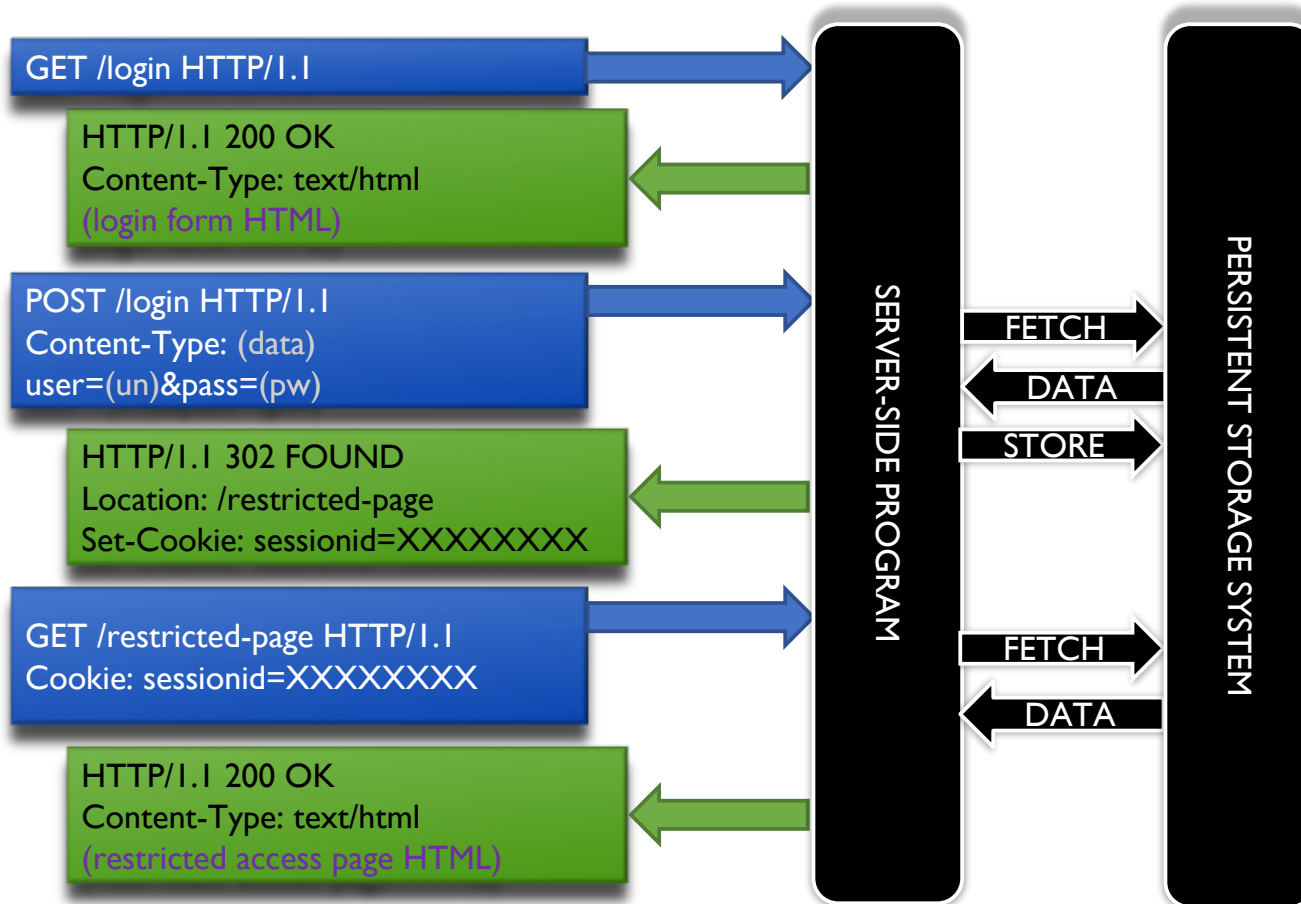 GET /login HTTP/1.1
HTTP/1.1 200 OK
Content-Type: text/html
(login form HTML)
POST /login HTTP/1.1
Content-Type: (data)
user=(un)&pass=(pw)
HTTP/1.1 302 FOUND
Location: /restricted-page
Set-Cookie: sessionid=XXXXXXXX
GET /restricted-page HTTP/1.1
Cookie: sessionid=XXXXXXXX
HTTP/1.1 200 OK
Content-Type: text/html
(restricted access page HTML)
SERVER-SIDE PROGRAM
FETCH
DATA
STORE
FETCH
DATA
PERSISTENT STORAGE SYSTEM